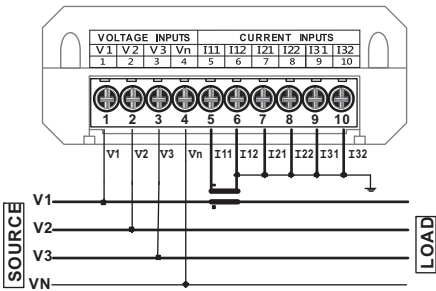 VOLTAGE INPUTS CURRENT INPUTS
V1 V2 V3 Vn I11 I12 I21 I22 I31 I32
1 2 3 4 5 6 7 8 9 10
1 2 3 4 5 6 7 8 9 10
V1 V2 V3 Vn I11 I12 I21 I22 I31 I32
SOURCE
V1
V2
V3
VN
LOAD